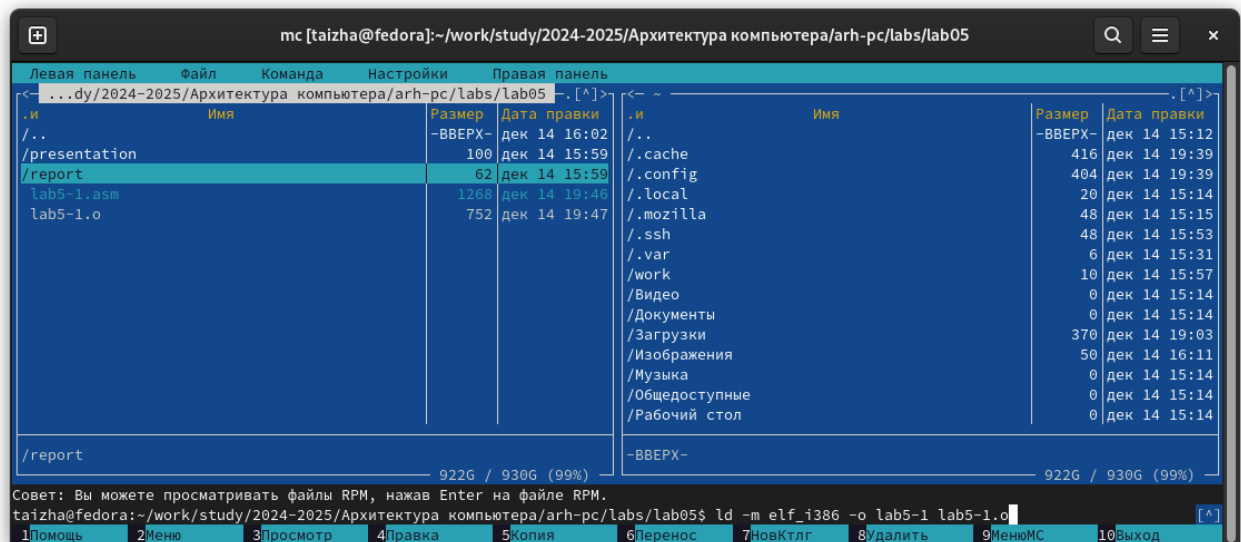 mc [taizha@fedora]:~/work/study/2024-2025/Архитектура компьютера/arh-pc/labs/lab05
Левая панель Файл Команда Настройки Правая панель
<— ...dy/2024-2025/Архитектура компьютера/arh-pc/labs/lab05 —.[^]> <— ~ —.[^]>
.и Имя Размер Дата правки .и Имя Размер Дата правки
/.. -ВВЕРХ- дек 14 16:02 /.. -ВВЕРХ- дек 14 15:12
/presentation 100 дек 14 15:59 /.cache 416 дек 14 19:39
/report 62 дек 14 15:59 /.config 404 дек 14 19:39
lab5-1.asm 1268 дек 14 19:46 /.local 20 дек 14 15:14
lab5-1.o 752 дек 14 19:47 /.mozilla 48 дек 14 15:15
/.ssh 48 дек 14 15:53
/.var 6 дек 14 15:31
/work 10 дек 14 15:57
/Видео 0 дек 14 15:14
/Документы 0 дек 14 15:14
/Загрузки 370 дек 14 19:03
/Изображения 50 дек 14 16:11
/Музыка 0 дек 14 15:14
/Общедоступные 0 дек 14 15:14
/Рабочий стол 0 дек 14 15:14
/report -ВВЕРХ-
922G / 930G (99%) 922G / 930G (99%)
Совет: Вы можете просматривать файлы RPM, нажав Enter на файле RPM.
taizha@fedora:~/work/study/2024-2025/Архитектура компьютера/arh-pc/labs/lab05$ ld -m elf_i386 -o lab5-1 lab5-1.o [^]
1Помощь 2Меню 3Просмотр 4Правка 5Копия 6Перенос 7НовКтлг 8Удалить 9МенюMC 10Выход